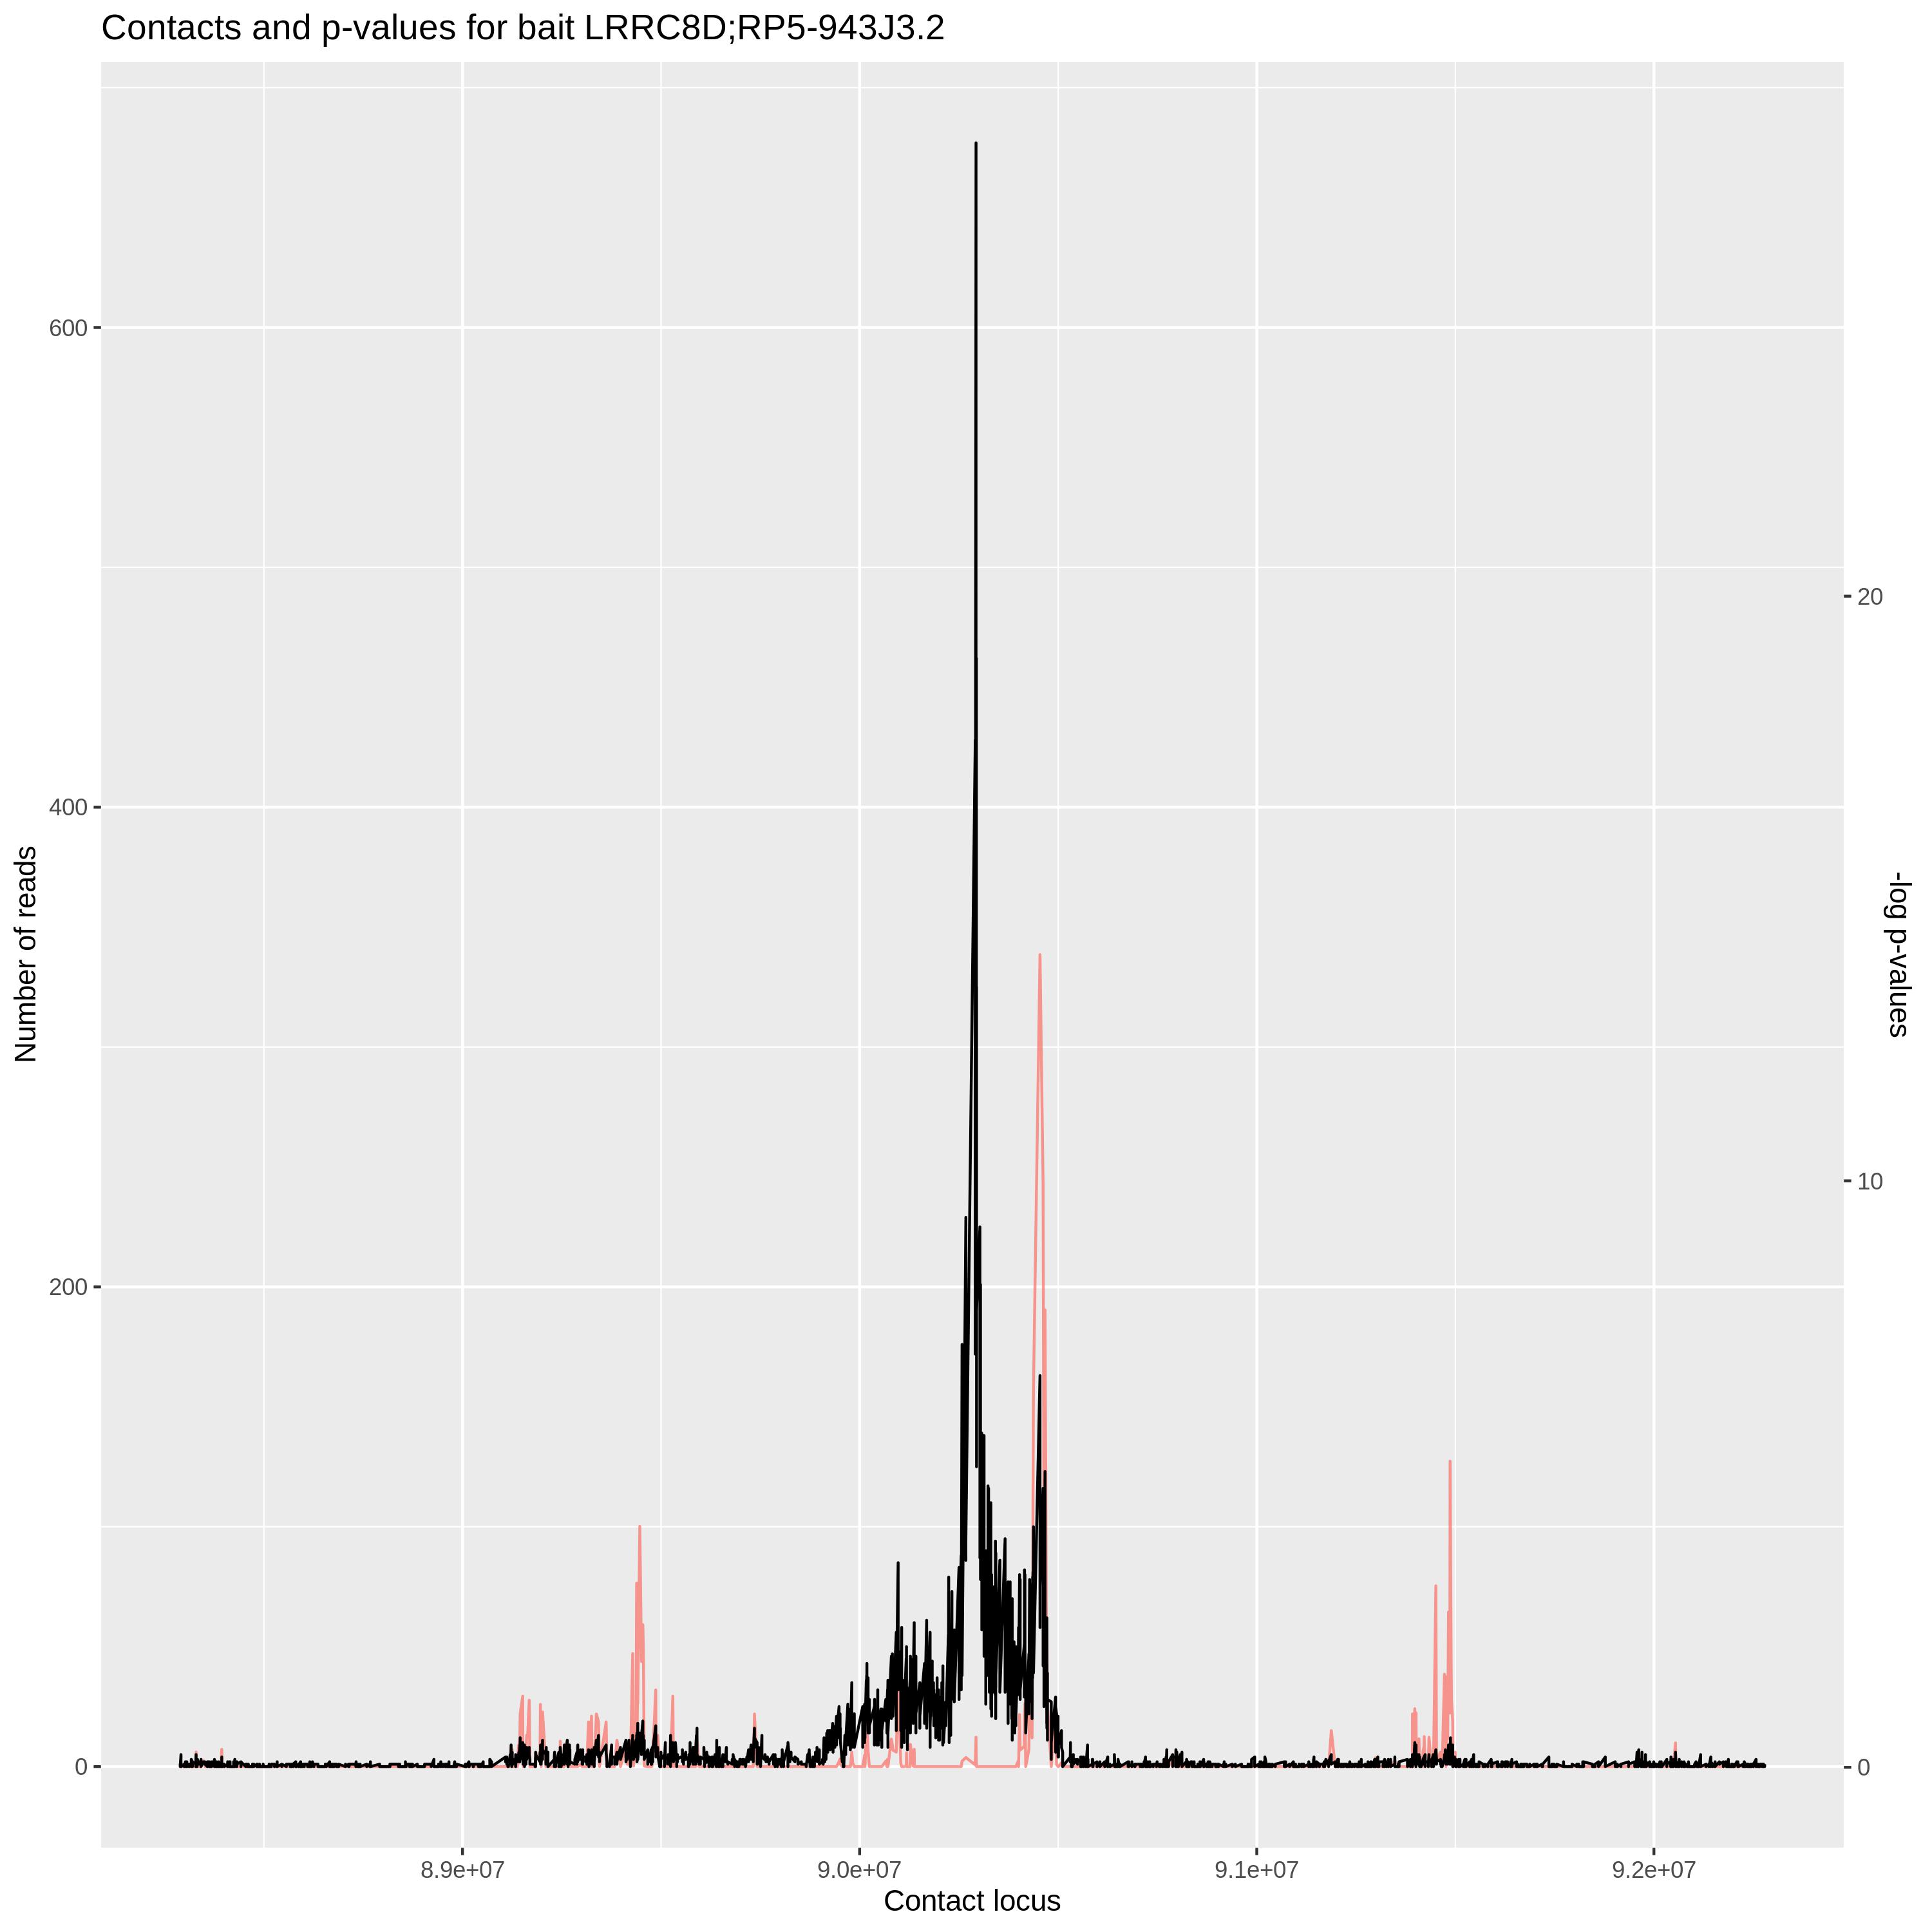 Contacts and p-values for bait LRRC8D;RP5-943J3.2
600
400
200
0
Number of reads
20
10
0
-log p-values
8.9e+07
9.0e+07
9.1e+07
9.2e+07
Contact locus